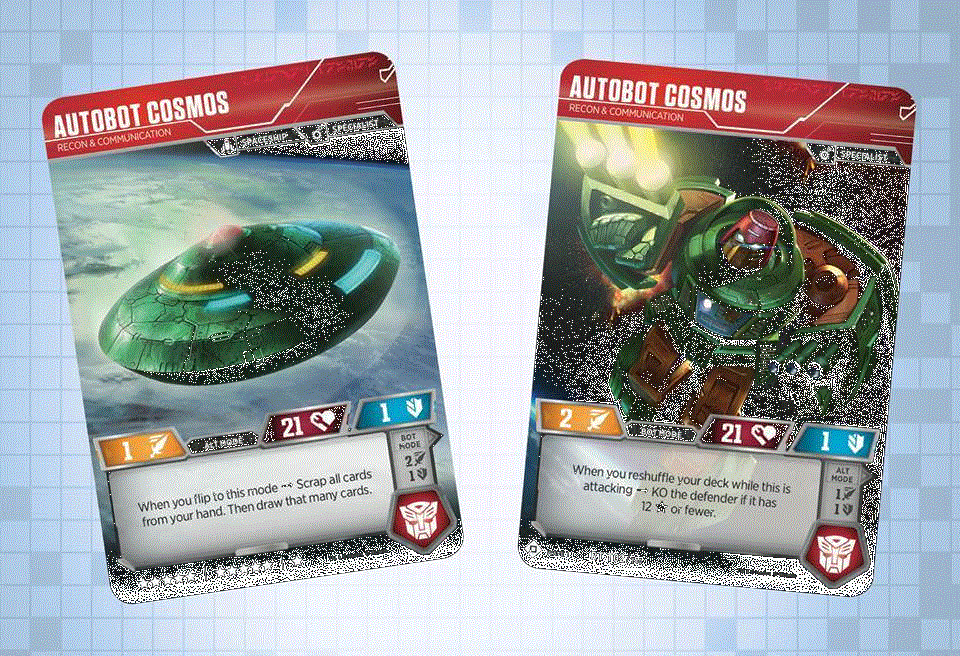 AUTOBOT COSMOS
RECON & COMMUNICATION
SPACESHIP SPECIALIST
1 ALT MODE 21 1
BOT
MODE
2
1
When you flip to this mode → Scrap all cards
from your hand. Then draw that many cards.
AUTOBOT COSMOS
RECON & COMMUNICATION
SPECIALIST
2 BOT MODE 21 1
ALT
MODE
1
1
When you reshuffle your deck while this is
attacking → KO the defender if it has
12 ★ or fewer.